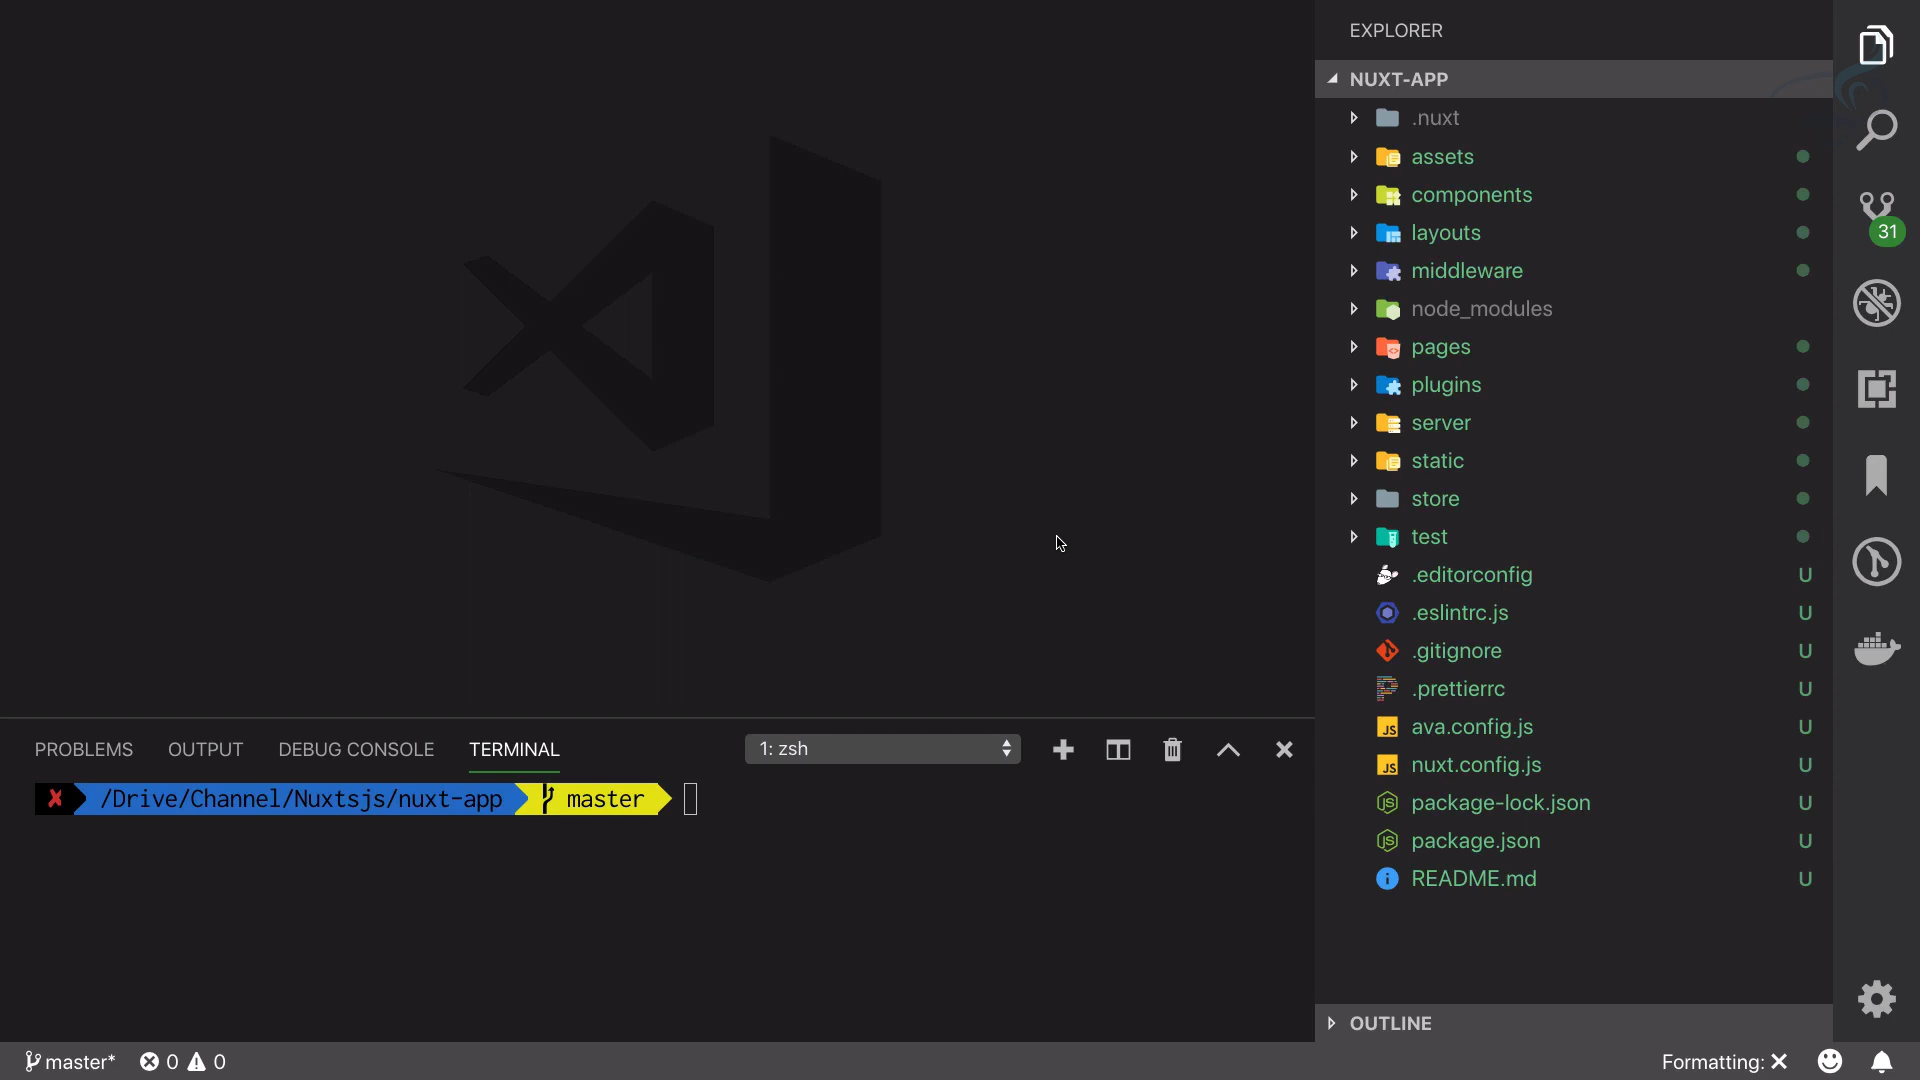 EXPLORER
NUXT-APP
.nuxt
assets
components
layouts
middleware
node_modules
pages
plugins
server
static
store
test
.editorconfig U
.eslintrc.js U
.gitignore U
.prettierrc U
ava.config.js U
nuxt.config.js U
package-lock.json U
package.json U
README.md U
OUTLINE
31
PROBLEMS OUTPUT DEBUG CONSOLE TERMINAL 1: zsh
✗ /Drive/Channel/Nuxtsjs/nuxt-app master
master* 0 0 Formatting: ✕